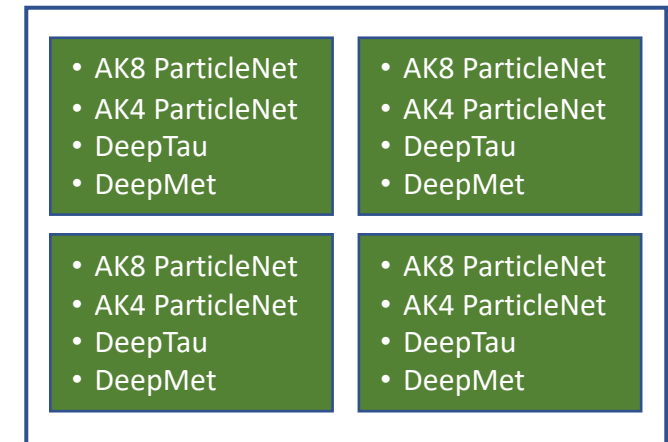 • AK8 ParticleNet
• AK4 ParticleNet
• DeepTau
• DeepMet
• AK8 ParticleNet
• AK4 ParticleNet
• DeepTau
• DeepMet
• AK8 ParticleNet
• AK4 ParticleNet
• DeepTau
• DeepMet
• AK8 ParticleNet
• AK4 ParticleNet
• DeepTau
• DeepMet